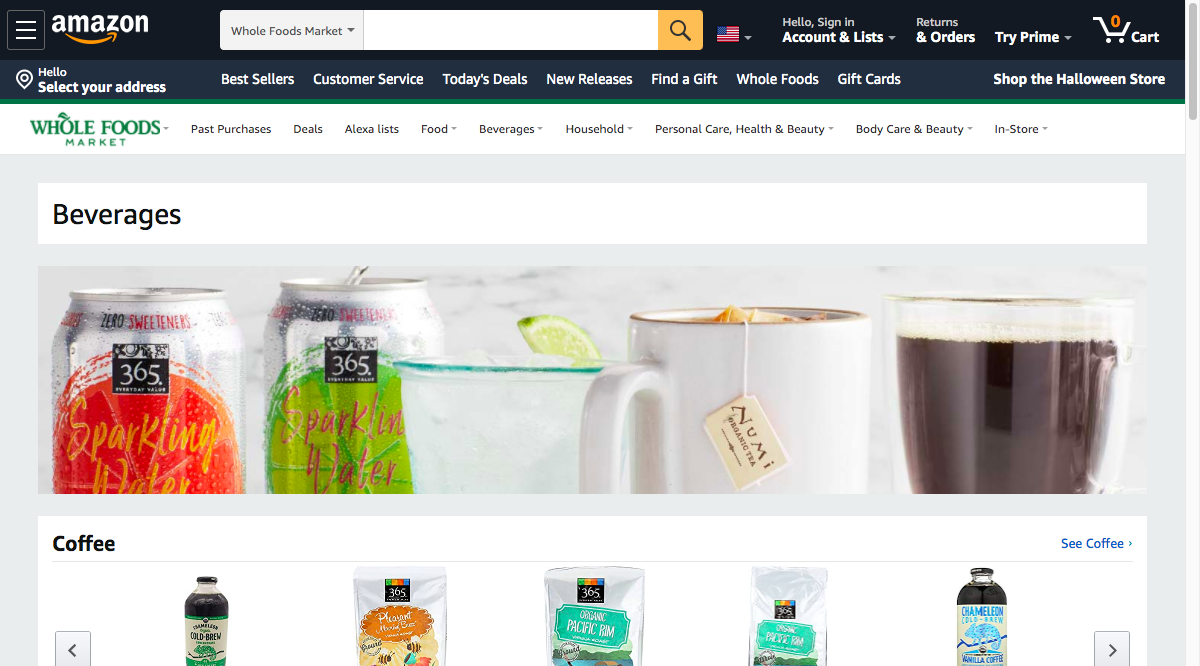 amazon
Whole Foods Market
Hello, Sign in
Account & Lists
Returns
& Orders
Try Prime
0
Cart
Hello
Select your address
Best Sellers
Customer Service
Today's Deals
New Releases
Find a Gift
Whole Foods
Gift Cards
Shop the Halloween Store
WHOLE FOODS
MARKET
Past Purchases
Deals
Alexa lists
Food
Beverages
Household
Personal Care, Health & Beauty
Body Care & Beauty
In-Store
Beverages
ZERO SWEETENERS
365
EVERYDAY VALUE
Sparkling
Water
ZERO SWEETENERS
365
EVERYDAY VALUE
Sparklin
Water
NUMI
ORGANIC TEA
Coffee
See Coffee ›
CHAMELEON
COLD-BREW
365
Pleasant
Morning Buzz
Ground
365
ORGANIC
PACIFIC RIM
VIENNA ROAST
Ground
365
ORGANIC
PACIFIC RIM
CHAMELEON
COLD-BREW
VANILLA COFFEE